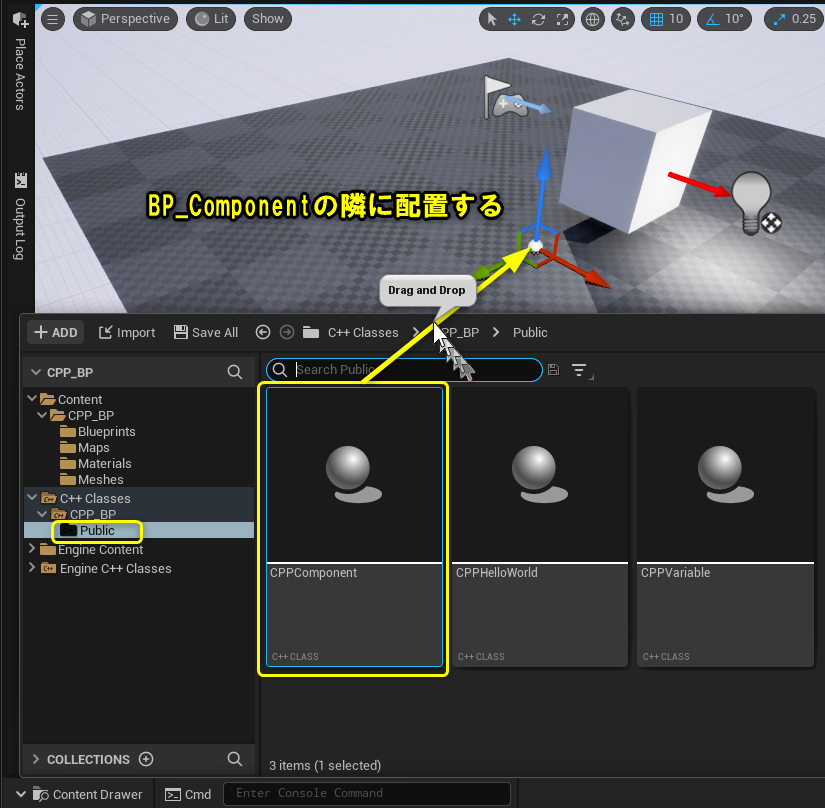 Perspective
Lit
Show
10
10°
0.25
Place Actors
Output Log
BP_Componentの隣に配置する
Drag and Drop
ADD
Import
Save All
C++ Classes
PP_BP
Public
CPP_BP
Search Public
Content
CPP_BP
Blueprints
Maps
Materials
Meshes
C++ Classes
CPP_BP
Public
Engine Content
Engine C++ Classes
CPPComponent
C++ CLASS
CPPHelloWorld
C++ CLASS
CPPVariable
C++ CLASS
COLLECTIONS
3 items (1 selected)
Content Drawer
Cmd
Enter Console Command